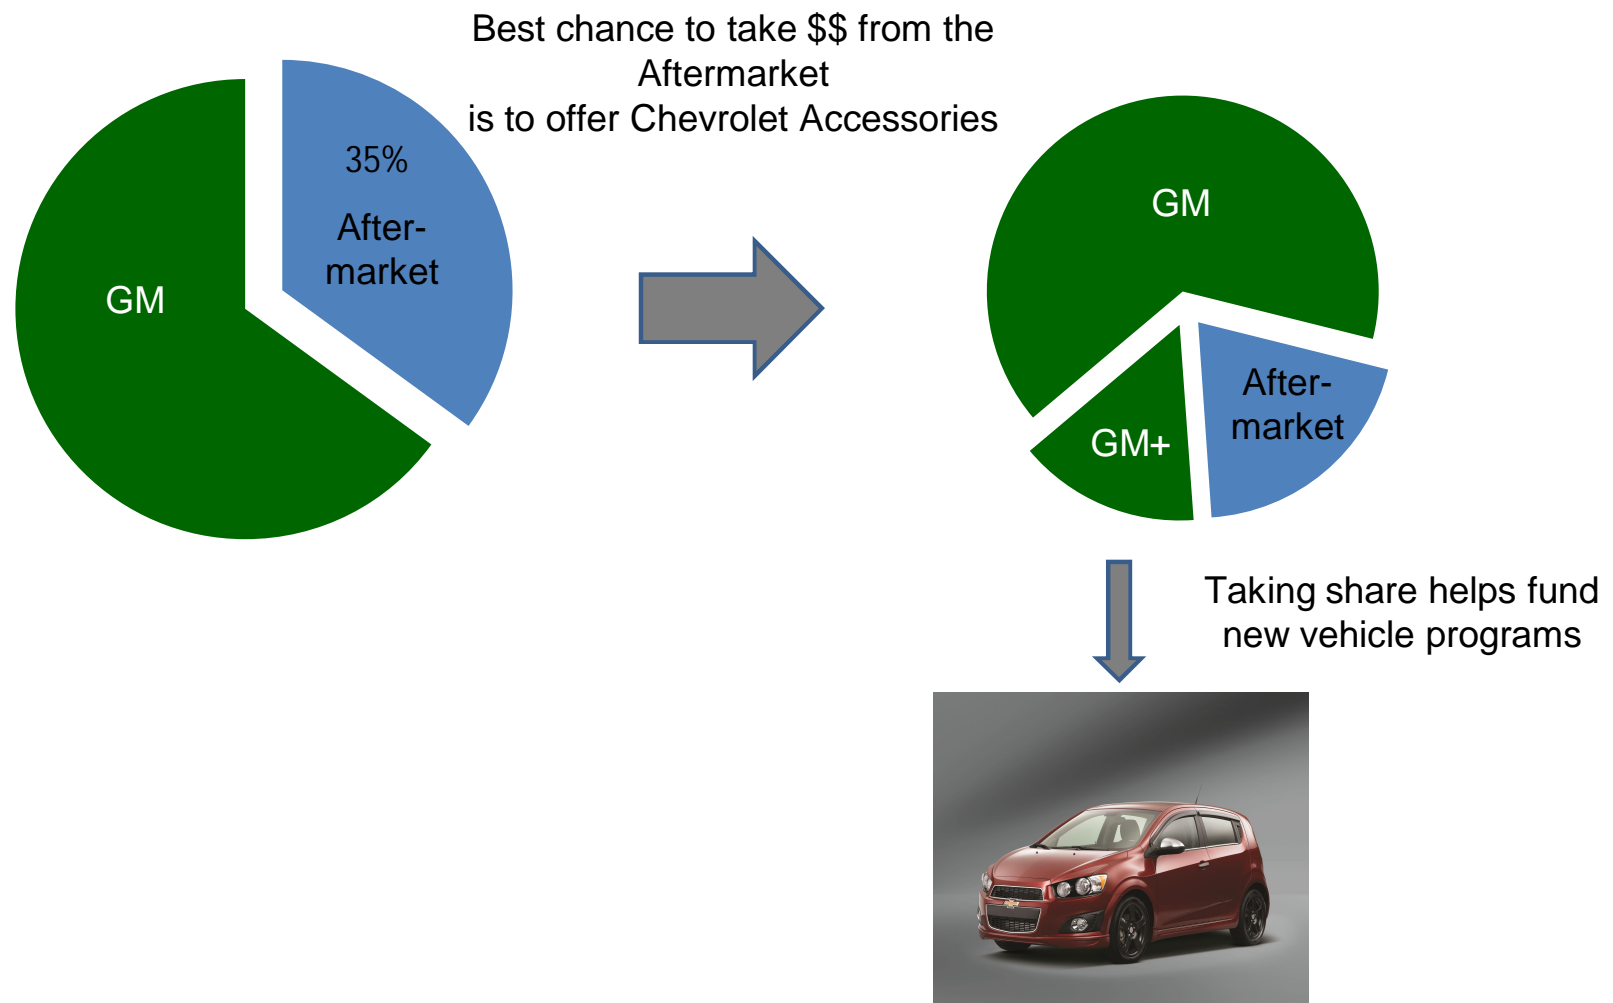 Best chance to take $$ from the
Aftermarket
is to offer Chevrolet Accessories
35%
After-
market
GM
GM
After-
market
GM+
Taking share helps fund
new vehicle programs